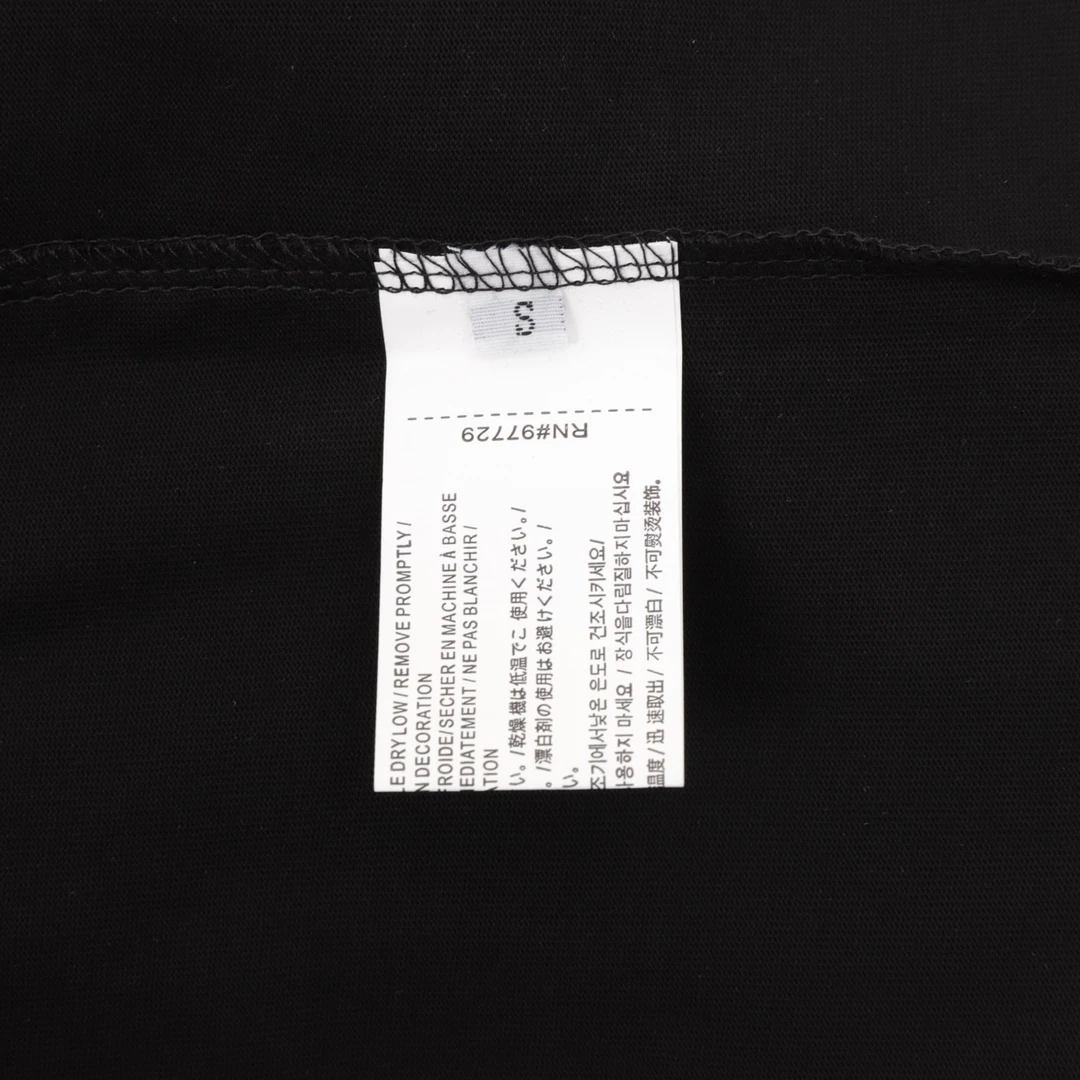 S
RN#97729
LE DRY LOW / REMOVE PROMPTLY /
N DECORATION
FROIDE/SECHER EN MACHINE À BASSE
MEDIATEMENT / NE PAS BLANCHIR /
ATION
い。/乾燥機は低温でご使用ください。/
。/漂白剤の使用はお避けください。/
い。
조기에서낮은 온도로 건조시키세요/
사용하지 마세요 / 장식을다림질하지마십시요
温度 / 迅 速取出 / 不可漂白 / 不可熨烫装饰。